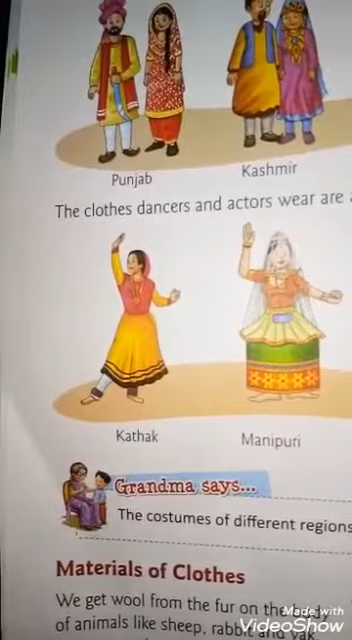 Punjab
Kashmir
The clothes dancers and actors wear are
Kathak
Manipuri
Grandma says...
The costumes of different regions
Materials of Clothes
We get wool from the fur on the body
of animals like sheep, rabbit and yak
Made with
VideoShow